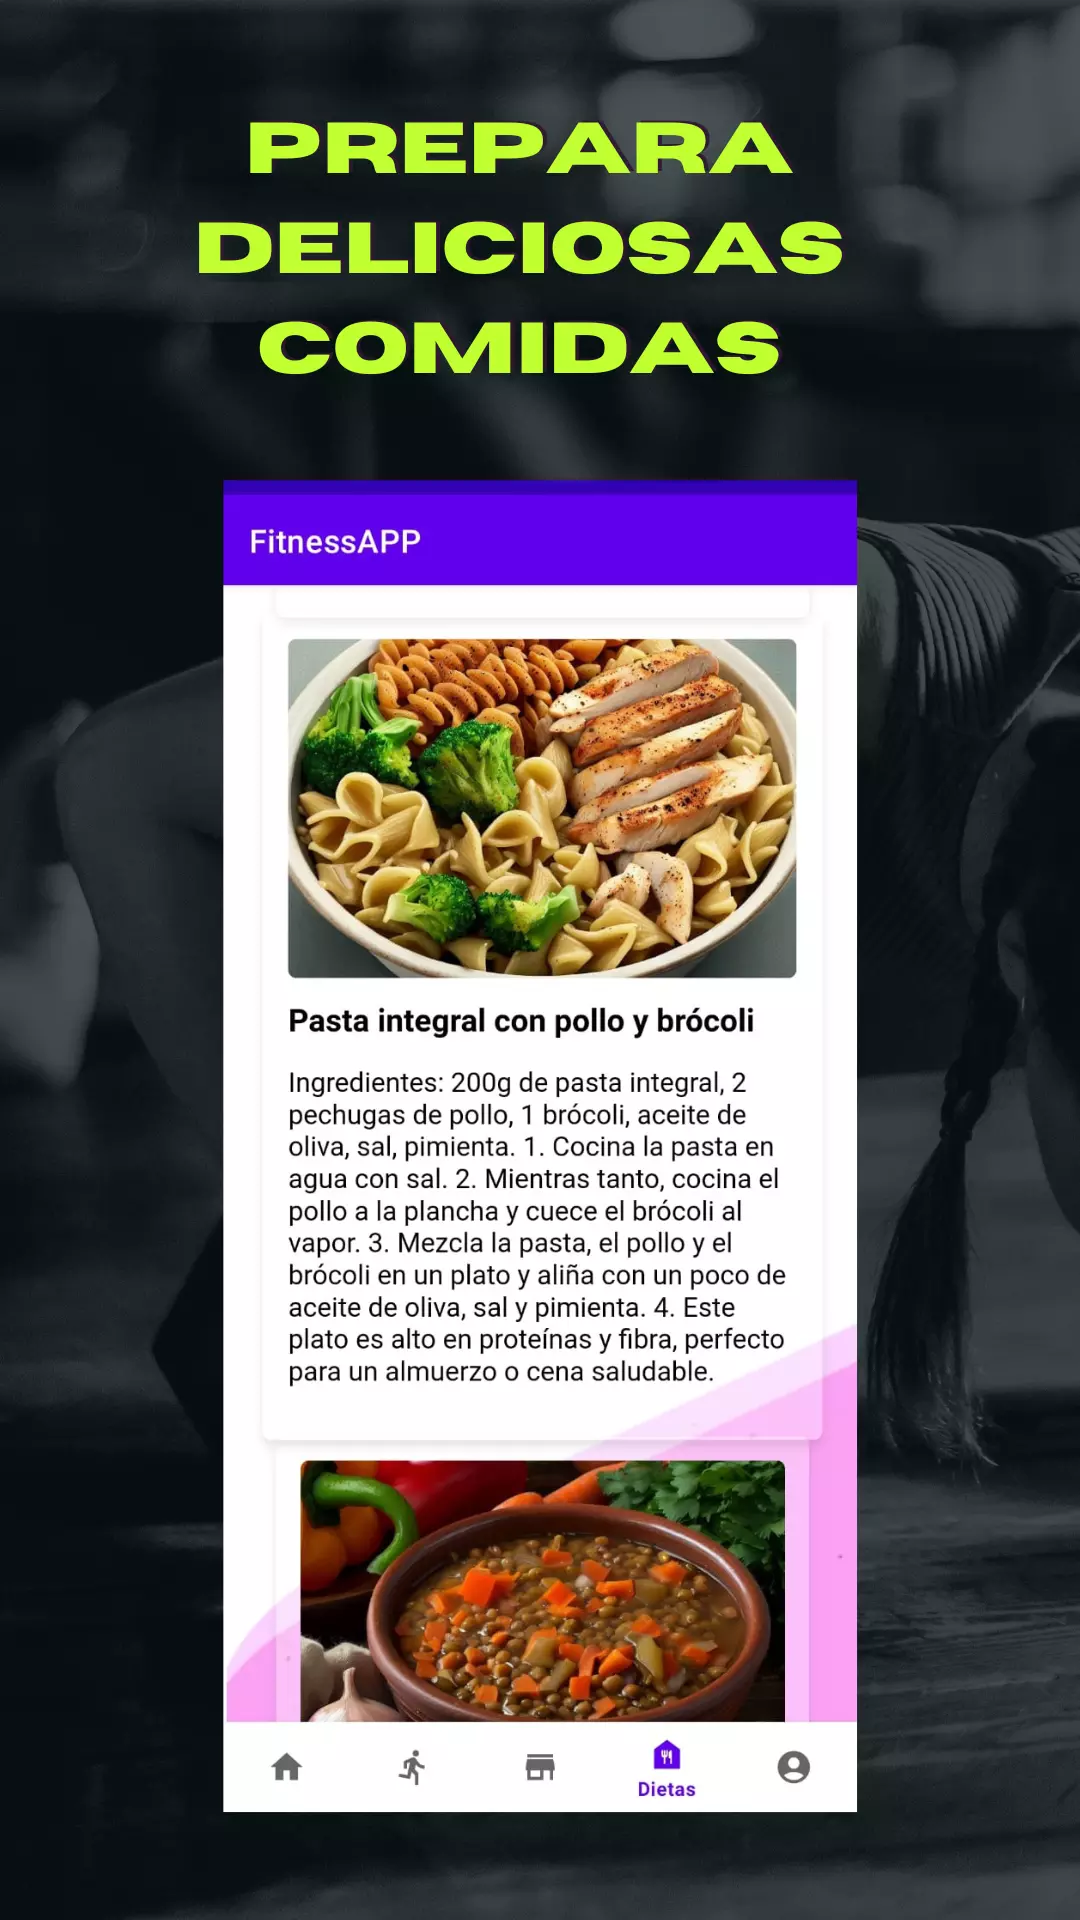 PREPARA
DELICIOSAS
COMIDAS
FitnessAPP
Pasta integral con pollo y brócoli
Ingredientes: 200g de pasta integral, 2
pechugas de pollo, 1 brócoli, aceite de
oliva, sal, pimienta. 1. Cocina la pasta en
agua con sal. 2. Mientras tanto, cocina el
pollo a la plancha y cuece el brócoli al
vapor. 3. Mezcla la pasta, el pollo y el
brócoli en un plato y aliña con un poco de
aceite de oliva, sal y pimienta. 4. Este
plato es alto en proteínas y fibra, perfecto
para un almuerzo o cena saludable.
Dietas